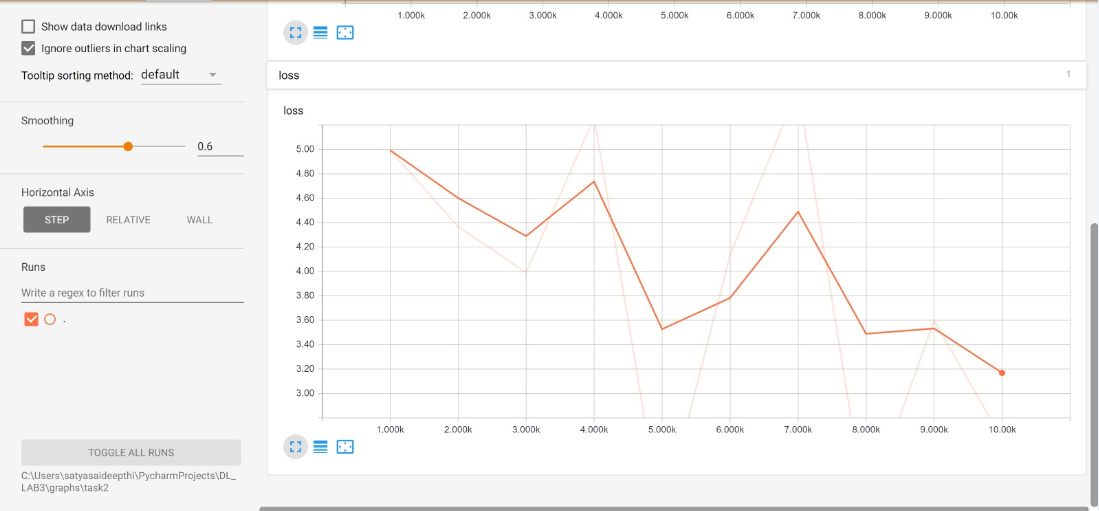 Show data download links
Ignore outliers in chart scaling
Tooltip sorting method: default
Smoothing
0.6
Horizontal Axis
STEP RELATIVE WALL
Runs
Write a regex to filter runs
.
TOGGLE ALL RUNS
C:\Users\satyasaideepthi\PycharmProjects\DL_
LAB3\graphs\task2
1.000k 2.000k 3.000k 4.000k 5.000k 6.000k 7.000k 8.000k 9.000k 10.00k
loss 1
loss
5.00
4.80
4.60
4.40
4.20
4.00
3.80
3.60
3.40
3.20
3.00
1.000k 2.000k 3.000k 4.000k 5.000k 6.000k 7.000k 8.000k 9.000k 10.00k